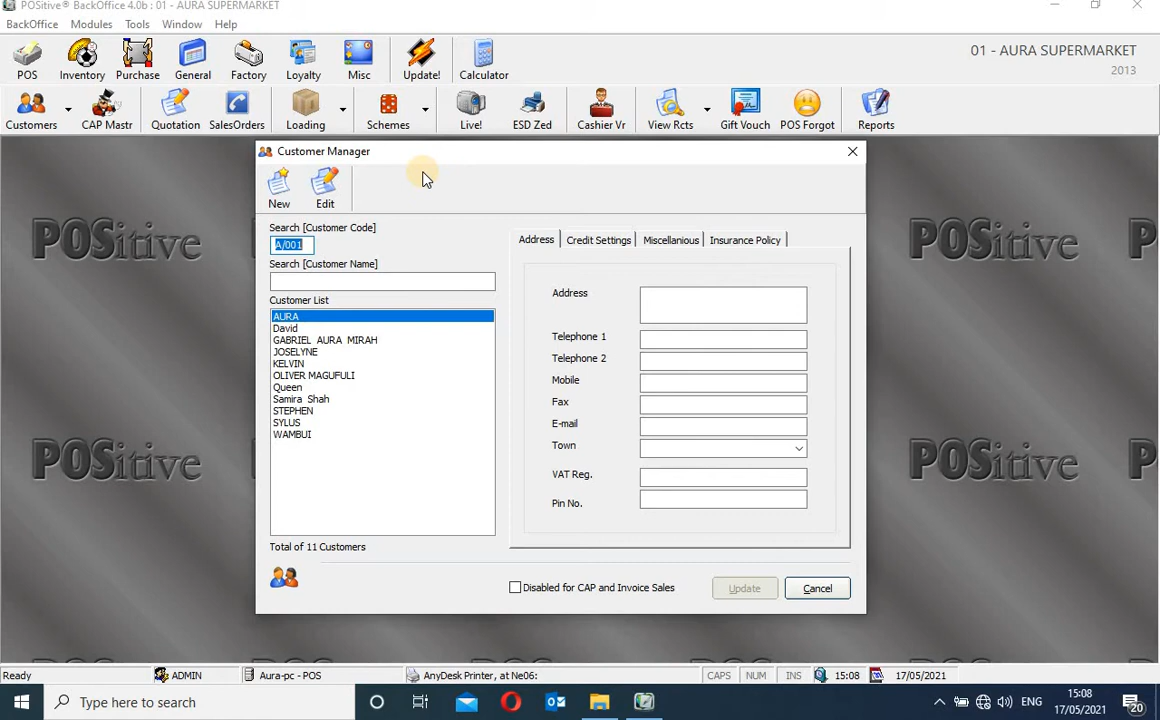 POSitive® BackOffice 4.0b : 01 - AURA SUPERMARKET
BackOffice Modules Tools Window Help
POS Inventory Purchase General Factory Loyalty Misc Update! Calculator
01 - AURA SUPERMARKET
2013
Customers CAP Mastr Quotation SalesOrders Loading Schemes Live! ESD Zed Cashier Vr View Rcts Gift Vouch POS Forgot Reports
Customer Manager
New Edit
Search [Customer Code]
A/001
Search [Customer Name]
Customer List
AURA
David
GABRIEL AURA MIRAH
JOSELYNE
KELVIN
OLIVER MAGUFULI
Queen
Samira Shah
STEPHEN
SYLUS
WAMBUI
Total of 11 Customers
Address Credit Settings Miscellanious Insurance Policy
Address
Telephone 1
Telephone 2
Mobile
Fax
E-mail
Town
VAT Reg.
Pin No.
Disabled for CAP and Invoice Sales
Update Cancel
POSitive POSitive
POSitive POSitive
Ready ADMIN Aura-pc - POS AnyDesk Printer, at Ne06: CAPS NUM INS 15:08 17/05/2021
Type here to search
ENG
15:08
17/05/2021
20